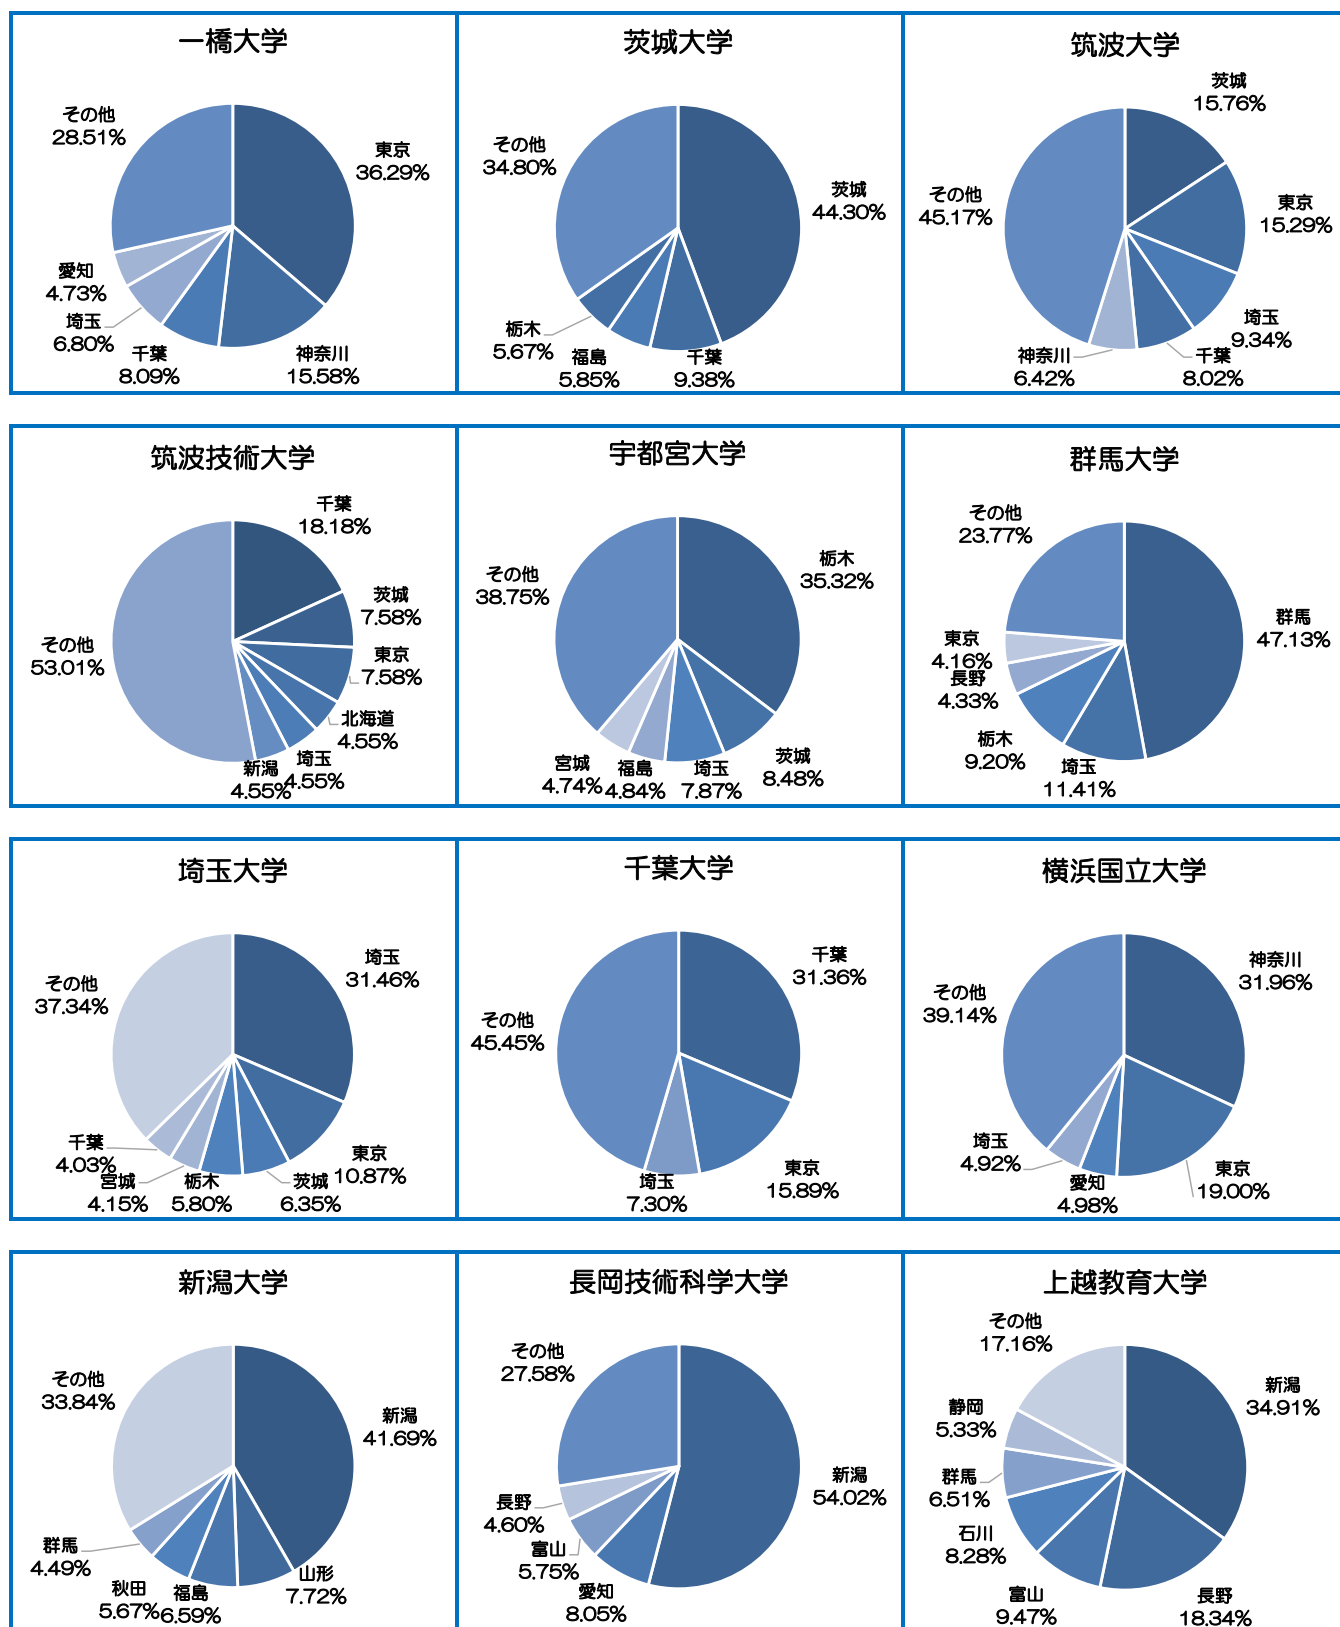 一橋大学
その他
28.51%
東京
36.29%
愛知
4.73%
埼玉
6.80%
千葉
8.09%
神奈川
15.58%
茨城大学
その他
34.80%
茨城
44.30%
栃木
5.67%
福島
5.85%
千葉
9.38%
筑波大学
茨城
15.76%
その他
45.17%
東京
15.29%
埼玉
9.34%
神奈川
6.42%
千葉
8.02%
筑波技術大学
千葉
18.18%
茨城
7.58%
その他
53.01%
東京
7.58%
北海道
4.55%
埼玉
4.55%
新潟
4.55%
宇都宮大学
栃木
35.32%
その他
38.75%
宮城
4.74%
福島
4.84%
埼玉
7.87%
茨城
8.48%
群馬大学
その他
23.77%
群馬
47.13%
東京
4.16%
長野
4.33%
栃木
9.20%
埼玉
11.41%
埼玉大学
埼玉
31.46%
その他
37.34%
千葉
4.03%
宮城
4.15%
栃木
5.80%
茨城
6.35%
東京
10.87%
千葉大学
千葉
31.36%
その他
45.45%
埼玉
7.30%
東京
15.89%
横浜国立大学
神奈川
31.96%
その他
39.14%
埼玉
4.92%
愛知
4.98%
東京
19.00%
新潟大学
その他
33.84%
新潟
41.69%
群馬
4.49%
秋田
5.67%
福島
6.59%
山形
7.72%
長岡技術科学大学
その他
27.58%
新潟
54.02%
長野
4.60%
富山
5.75%
愛知
8.05%
上越教育大学
その他
17.16%
新潟
34.91%
静岡
5.33%
群馬
6.51%
石川
8.28%
富山
9.47%
長野
18.34%